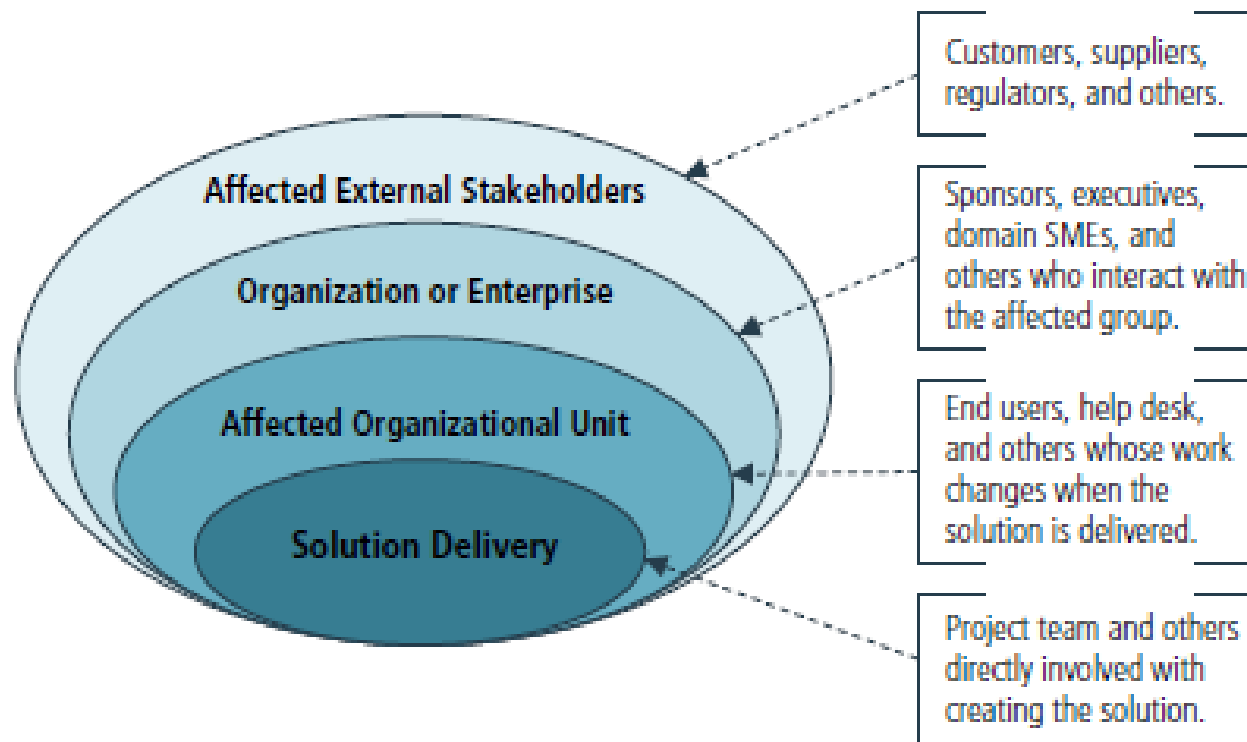 Affected External Stakeholders
Organization or Enterprise
Affected Organizational Unit
Solution Delivery
Customers, suppliers,
regulators, and others.
Sponsors, executives,
domain SMEs, and
others who interact with
the affected group.
End users, help desk,
and others whose work
changes when the
solution is delivered.
Project team and others
directly involved with
creating the solution.